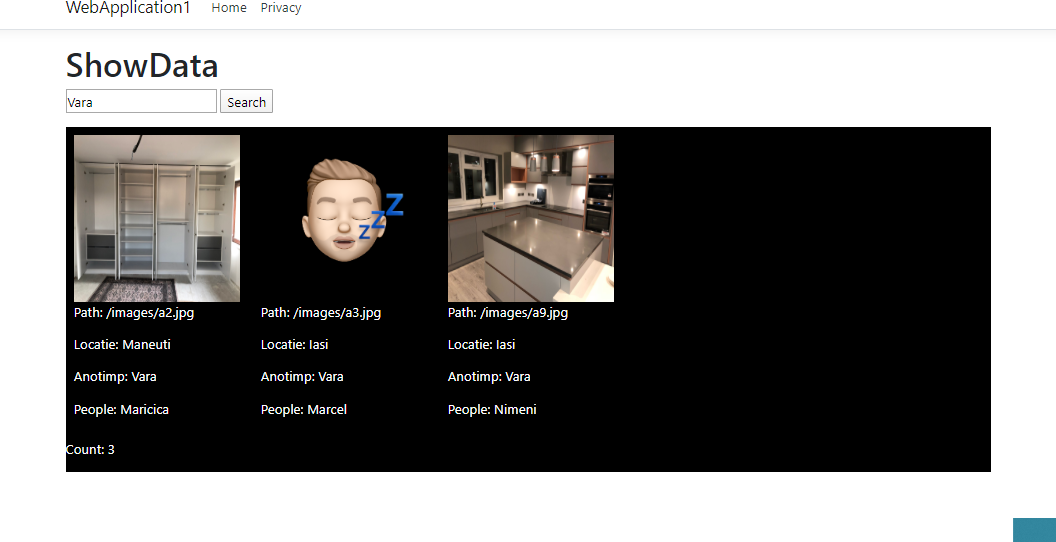 WebApplication1 Home Privacy
ShowData
Vara Search
z z Z
Path: /images/a2.jpg Path: /images/a3.jpg Path: /images/a9.jpg
Locatie: Maneuti Locatie: Iasi Locatie: Iasi
Anotimp: Vara Anotimp: Vara Anotimp: Vara
People: Maricica People: Marcel People: Nimeni
Count: 3